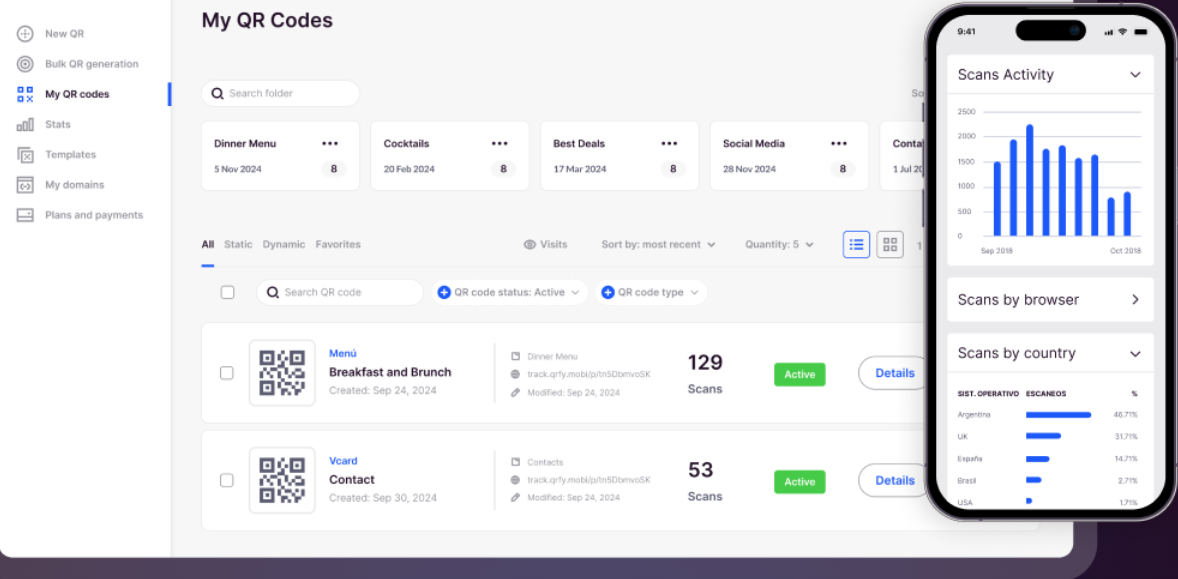 My QR Codes
New QR
Bulk QR generation
My QR codes
Stats
Templates
My domains
Plans and payments
Search folder
So
Dinner Menu
5 Nov 2024
8
Cocktails
20 Feb 2024
8
Best Deals
17 Mar 2024
8
Social Media
28 Nov 2024
8
Conta
1 Jul 20
All Static Dynamic Favorites
Visits
Sort by: most recent
Quantity: 5
1
Search QR code
QR code status: Active
QR code type
Menú
Breakfast and Brunch
Created: Sep 24, 2024
Dinner Menu
track.qrfy.mobi/p/tn5DbmvoSK
Modified: Sep 24, 2024
129
Scans
Active
Details
Vcard
Contact
Created: Sep 30, 2024
Contacts
track.qrfy.mobi/p/tn5DbmvoSK
Modified: Sep 24, 2024
53
Scans
Active
Details
9:41
Scans Activity
2500
2000
1500
1000
500
0
Sep 2018 Oct 2018
Scans by browser
Scans by country
SIST. OPERATIVO ESCANEOS %
Argentina 46.71%
UK 31.71%
España 14.71%
Brasil 2.71%
USA 1.71%